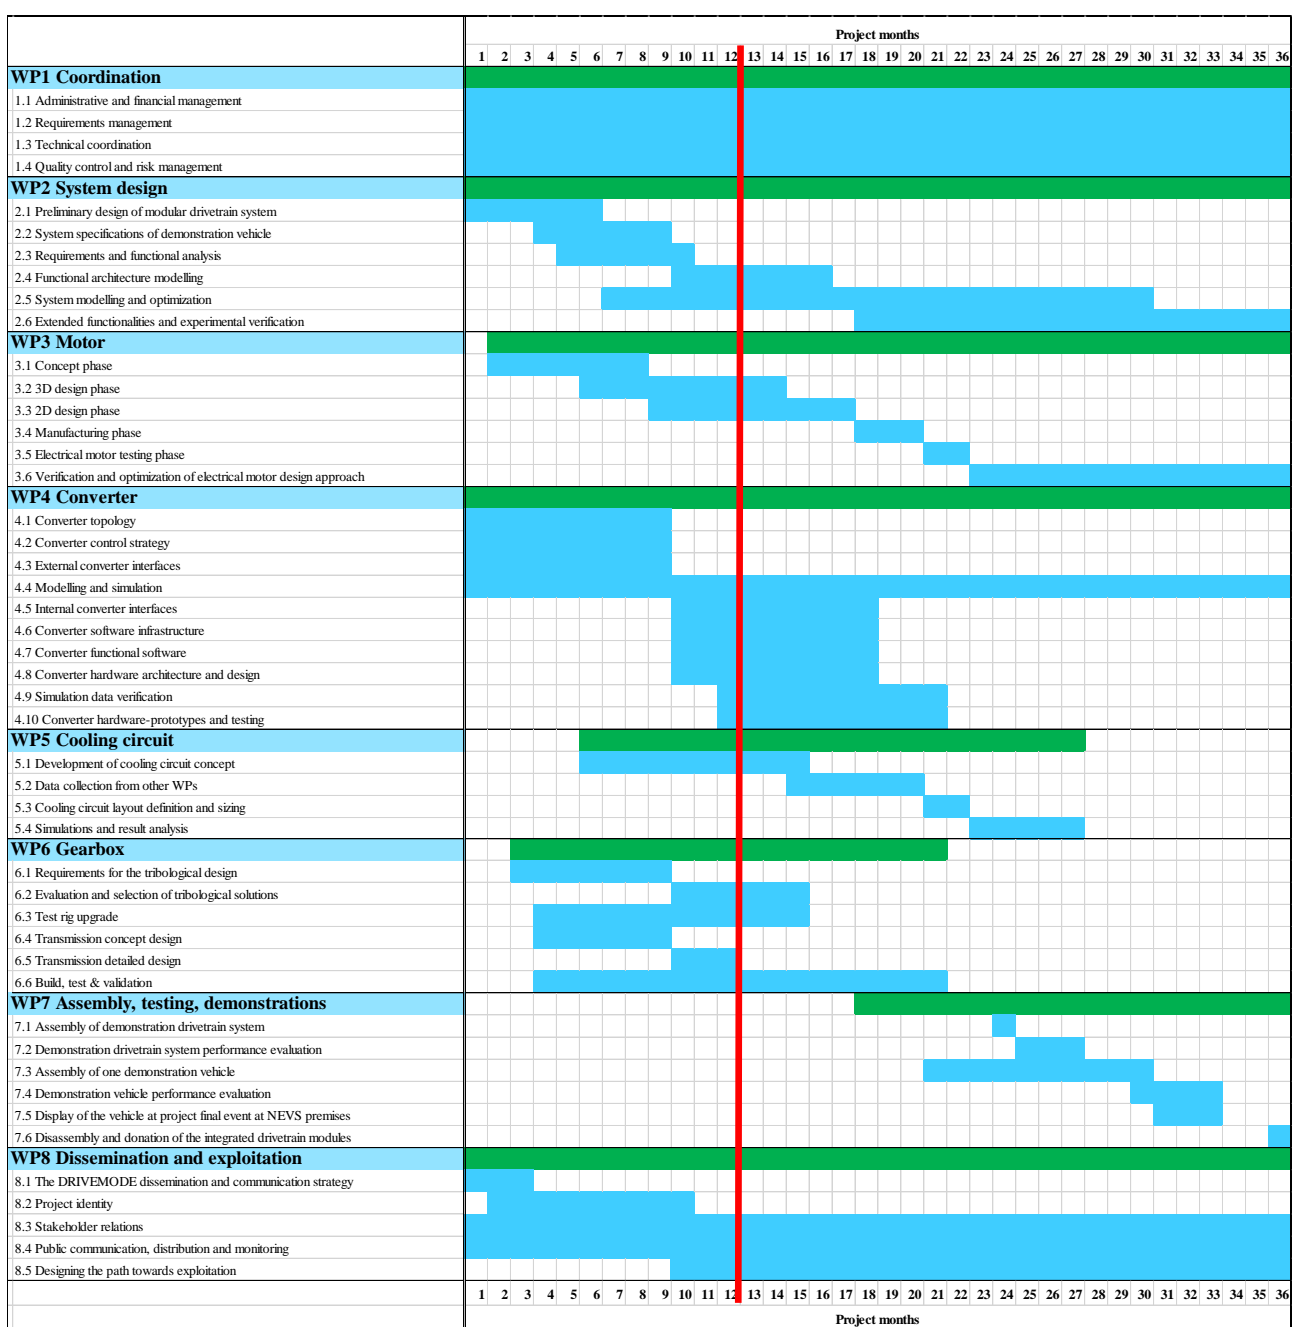 Project months
1 2 3 4 5 6 7 8 9 10 11 12 13 14 15 16 17 18 19 20 21 22 23 24 25 26 27 28 29 30 31 32 33 34 35 36
WP1 Coordination
1.1 Administrative and financial management
1.2 Requirements management
1.3 Technical coordination
1.4 Quality control and risk management
WP2 System design
2.1 Preliminary design of modular drivetrain system
2.2 System specifications of demonstration vehicle
2.3 Requirements and functional analysis
2.4 Functional architecture modelling
2.5 System modelling and optimization
2.6 Extended functionalities and experimental verification
WP3 Motor
3.1 Concept phase
3.2 3D design phase
3.3 2D design phase
3.4 Manufacturing phase
3.5 Electrical motor testing phase
3.6 Verification and optimization of electrical motor design approach
WP4 Converter
4.1 Converter topology
4.2 Converter control strategy
4.3 External converter interfaces
4.4 Modelling and simulation
4.5 Internal converter interfaces
4.6 Converter software infrastructure
4.7 Converter functional software
4.8 Converter hardware architecture and design
4.9 Simulation data verification
4.10 Converter hardware-prototypes and testing
WP5 Cooling circuit
5.1 Development of cooling circuit concept
5.2 Data collection from other WPs
5.3 Cooling circuit layout definition and sizing
5.4 Simulations and result analysis
WP6 Gearbox
6.1 Requirements for the tribological design
6.2 Evaluation and selection of tribological solutions
6.3 Test rig upgrade
6.4 Transmission concept design
6.5 Transmission detailed design
6.6 Build, test & validation
WP7 Assembly, testing, demonstrations
7.1 Assembly of demonstration drivetrain system
7.2 Demonstration drivetrain system performance evaluation
7.3 Assembly of one demonstration vehicle
7.4 Demonstration vehicle performance evaluation
7.5 Display of the vehicle at project final event at NEVS premises
7.6 Disassembly and donation of the integrated drivetrain modules
WP8 Dissemination and exploitation
8.1 The DRIVEMODE dissemination and communication strategy
8.2 Project identity
8.3 Stakeholder relations
8.4 Public communication, distribution and monitoring
8.5 Designing the path towards exploitation
1 2 3 4 5 6 7 8 9 10 11 12 13 14 15 16 17 18 19 20 21 22 23 24 25 26 27 28 29 30 31 32 33 34 35 36
Project months